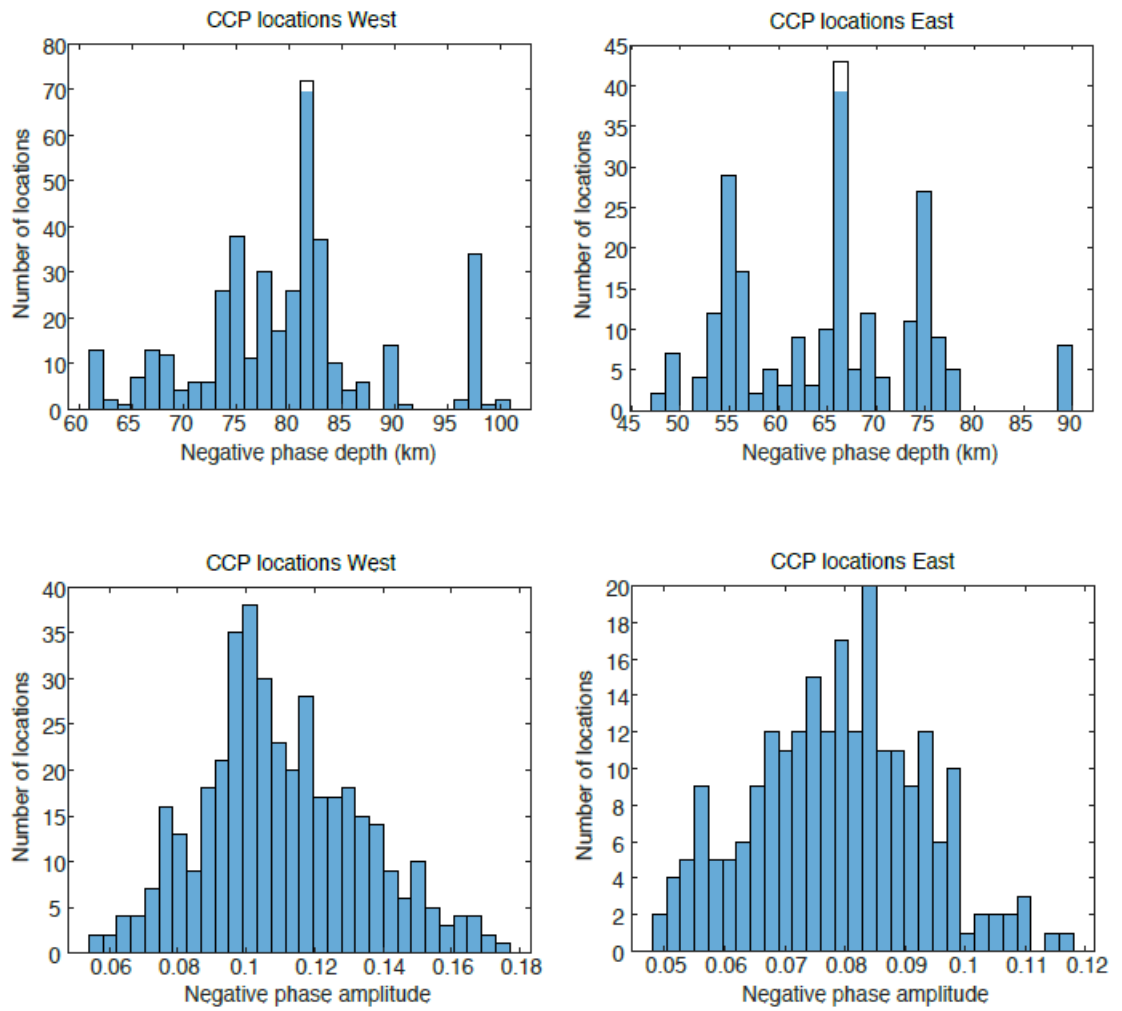 CCP locations West
80
70
60
50
40
30
20
10
0
Number of locations
60 65 70 75 80 85 90 95 100
Negative phase depth (km)
CCP locations East
45
40
35
30
25
20
15
10
5
0
Number of locations
45 50 55 60 65 70 75 80 85 90
Negative phase depth (km)
CCP locations West
40
35
30
25
20
15
10
5
0
Number of locations
0.06 0.08 0.1 0.12 0.14 0.16 0.18
Negative phase amplitude
CCP locations East
20
18
16
14
12
10
8
6
4
2
0
Number of locations
0.05 0.06 0.07 0.08 0.09 0.1 0.11 0.12
Negative phase amplitude